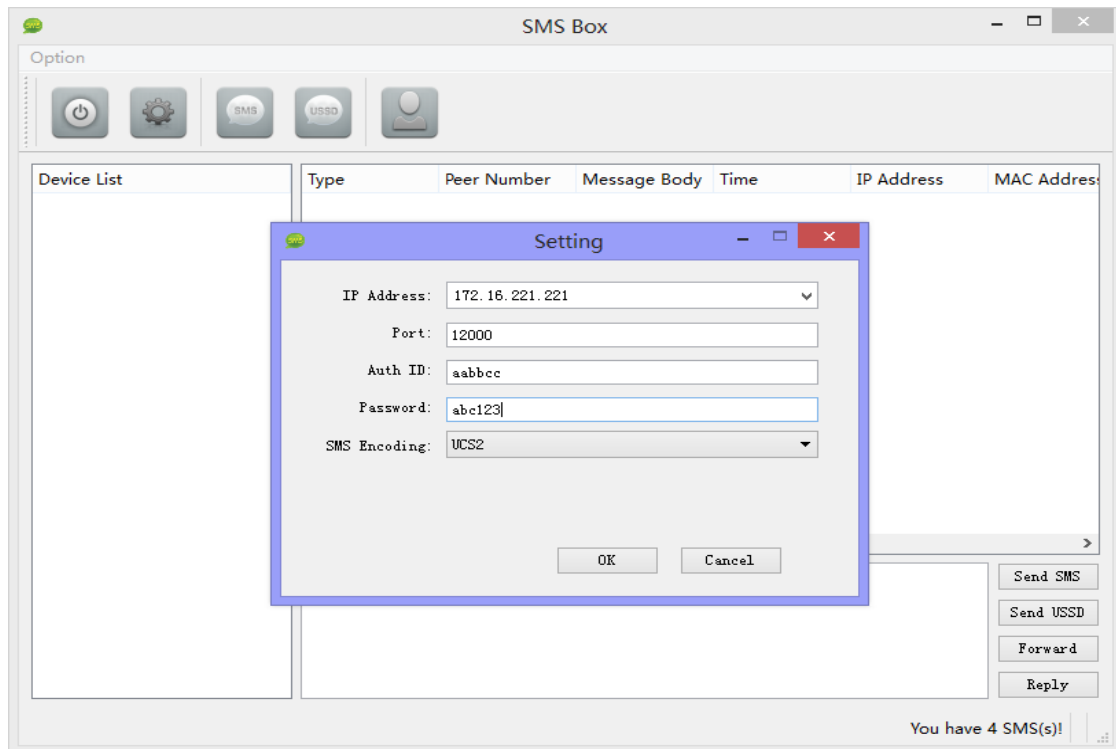 SMS Box
Option
SMS USSD
Device List
Type Peer Number Message Body Time IP Address MAC Address
Setting
IP Address: 172.16.221.221
Port: 12000
Auth ID: aabbcc
Password: abc123
SMS Encoding: UCS2
OK Cancel
Send SMS
Send USSD
Forward
Reply
You have 4 SMS(s)!